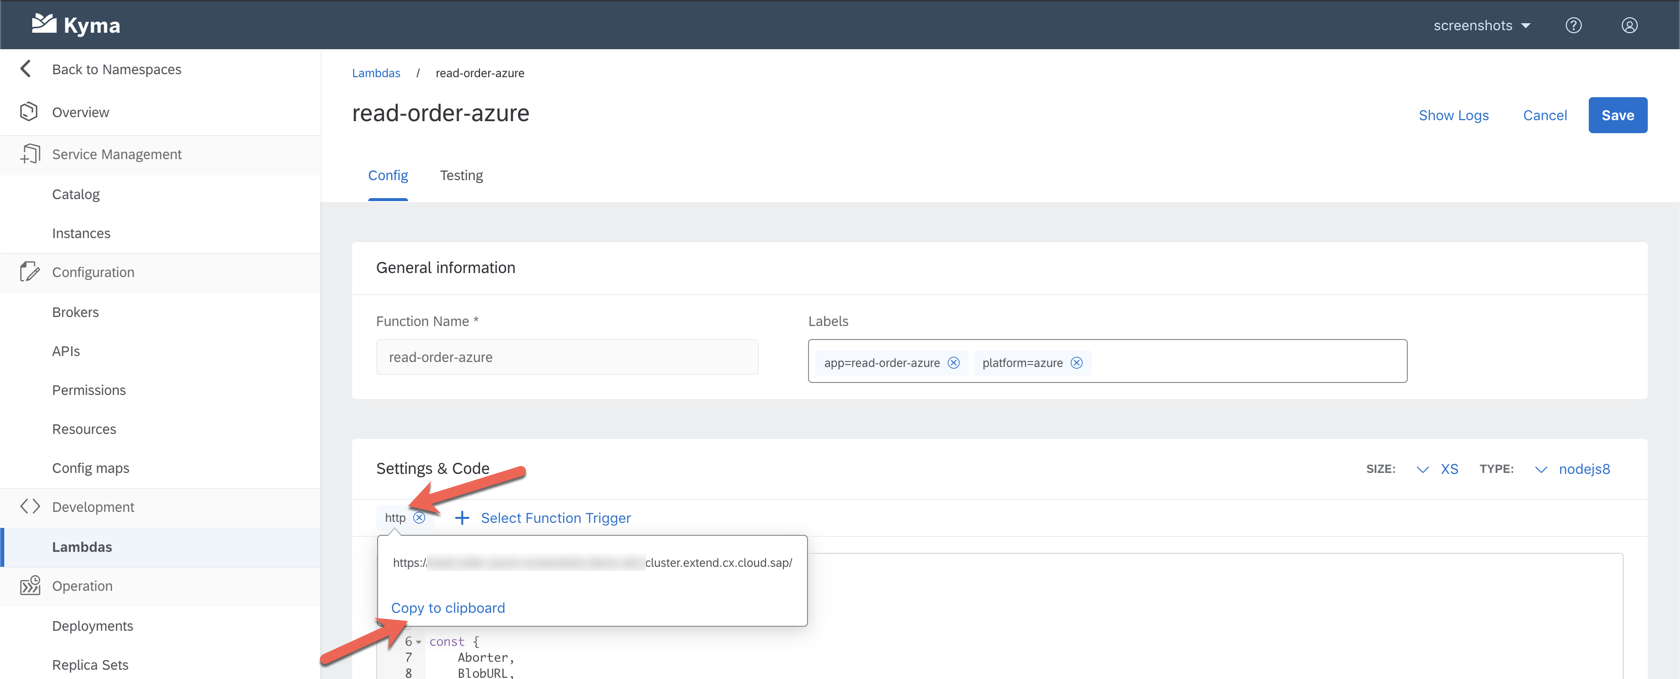 Kyma
screenshots
Back to Namespaces
Overview
Service Management
Catalog
Instances
Configuration
Brokers
APIs
Permissions
Resources
Config maps
Development
Lambdas
Operation
Deployments
Replica Sets
Lambdas / read-order-azure
read-order-azure
Show Logs Cancel Save
Config Testing
General information
Function Name *
read-order-azure
Labels
app=read-order-azure platform=azure
Settings & Code
SIZE: XS TYPE: nodejs8
http + Select Function Trigger
https:/ cluster.extend.cx.cloud.sap/
Copy to clipboard
6 const {
7 Aborter,
8 BlobURL,